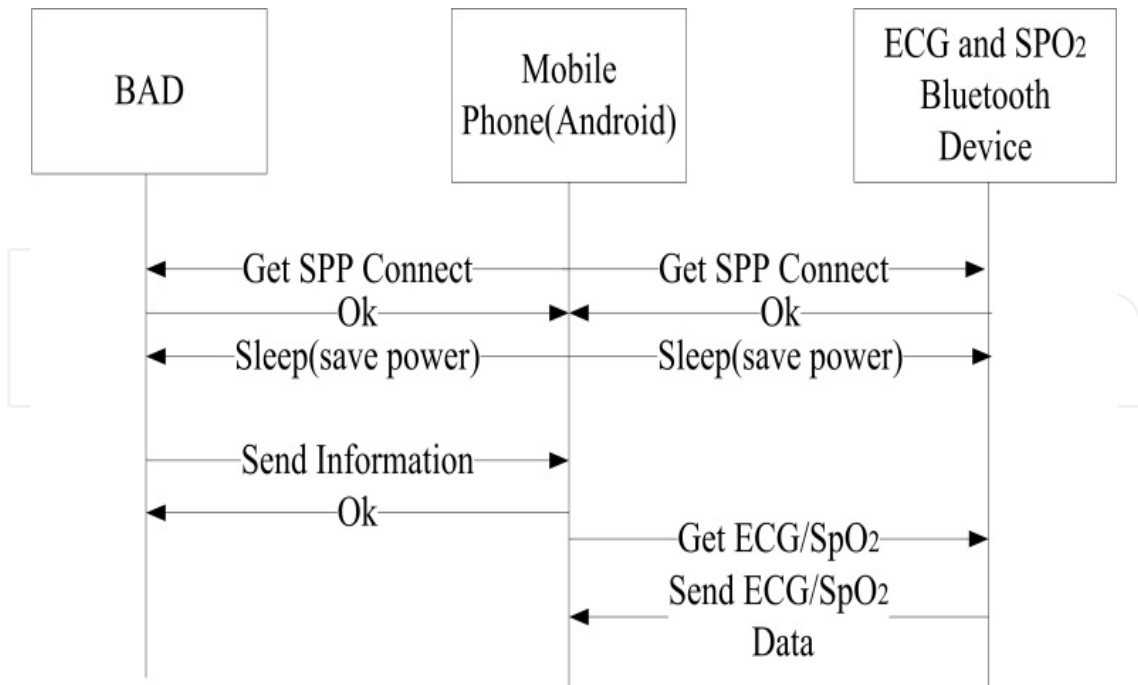 BAD
Mobile
Phone(Android)
ECG and SPO₂
Bluetooth
Device
Get SPP Connect
Get SPP Connect
Ok
Ok
Sleep(save power)
Sleep(save power)
Send Information
Ok
Get ECG/SpO₂
Send ECG/SpO₂
Data